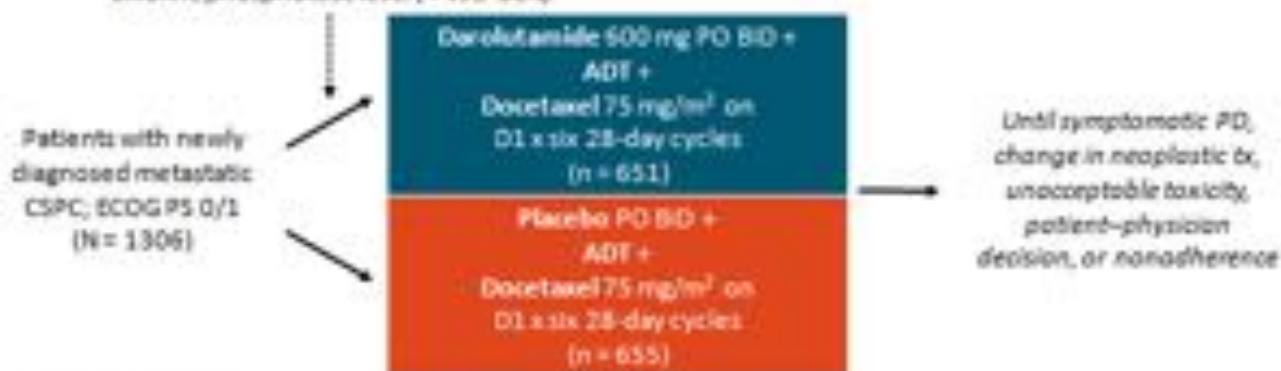 Patients with newly
diagnosed metastatic
CSPC; ECOG PS 0/1
(N = 1306)
Darolutamide 600 mg PO BID +
ADT +
Docetaxel 75 mg/m² on
D1 x six 28-day cycles
(n = 651)
Placebo PO BID +
ADT +
Docetaxel 75 mg/m² on
D1 x six 28-day cycles
(n = 655)
Until symptomatic PD,
change in neoplastic tx,
unacceptable toxicity,
patient–physician
decision, or nonadherence